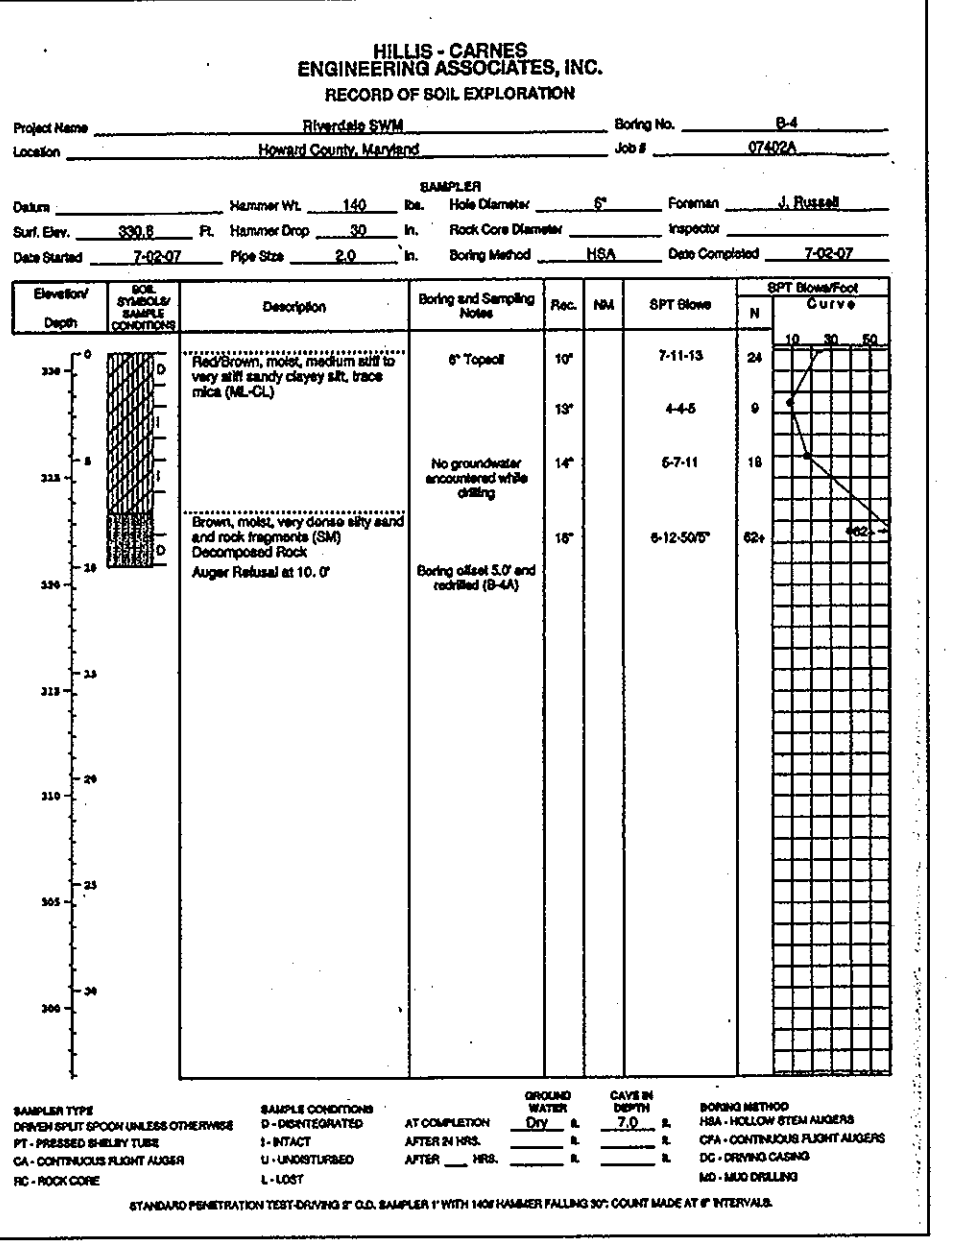 HILLIS - CARNES
ENGINEERING ASSOCIATES, INC.
RECORD OF SOIL EXPLORATION
Project Name Riverdale SWM Boring No. B-4
Location Howard County, Maryland Job # 07402A
SAMPLER
Datum Hammer Wt. 140 lbs. Hole Diameter 6" Foreman J. Russell
Surf. Elev. 330.8 Ft. Hammer Drop 30 In. Rock Core Diameter Inspector
Date Started 7-02-07 Pipe Size 2.0 In. Boring Method HSA Date Completed 7-02-07
Elevation/ Depth
SOIL SYMBOLS/ SAMPLE CONDITIONS
Description
Boring and Sampling Notes
Rec.
NM
SPT Blows
SPT Blows/Foot
N
Curve
10 30 50
0
330
Red/Brown, moist, medium stiff to
very stiff sandy clayey silt, trace
mica (ML-CL)
D
6" Topsoil 10" 7-11-13 24
I 13" 4-4-5 9
5
325
I
No groundwater
encountered while
drilling
14" 18
Brown, moist, very dense silty sand
and rock fragments (SM)
Decomposed Rock
D
6-12-50/5" 62+
10
320
Auger Refusal at 10. 0'
Boring offset 5.0' and
redrilled (B-4A)
15
315
20
310
25
305
30
300
SAMPLER TYPE
DRIVEN SPLIT SPOON UNLESS OTHERWISE
PT - PRESSED SHELBY TUBE
CA - CONTINUOUS FLIGHT AUGER
RC - ROCK CORE
SAMPLE CONDITIONS
D - DISINTEGRATED
I - INTACT
U - UNDISTURBED
L - LOST
GROUND WATER
CAVE IN DEPTH
AT COMPLETION Dry ft. 7.0 ft.
AFTER 24 HRS. ft. ft.
AFTER HRS. ft. ft.
BORING METHOD
HSA - HOLLOW STEM AUGERS
CFA - CONTINUOUS FLIGHT AUGERS
DC - DRIVING CASING
MD - MUD DRILLING
STANDARD PENETRATION TEST-DRIVING 2" O.D. SAMPLER 1' WITH 140# HAMMER FALLING 30"; COUNT MADE AT 6" INTERVALS.